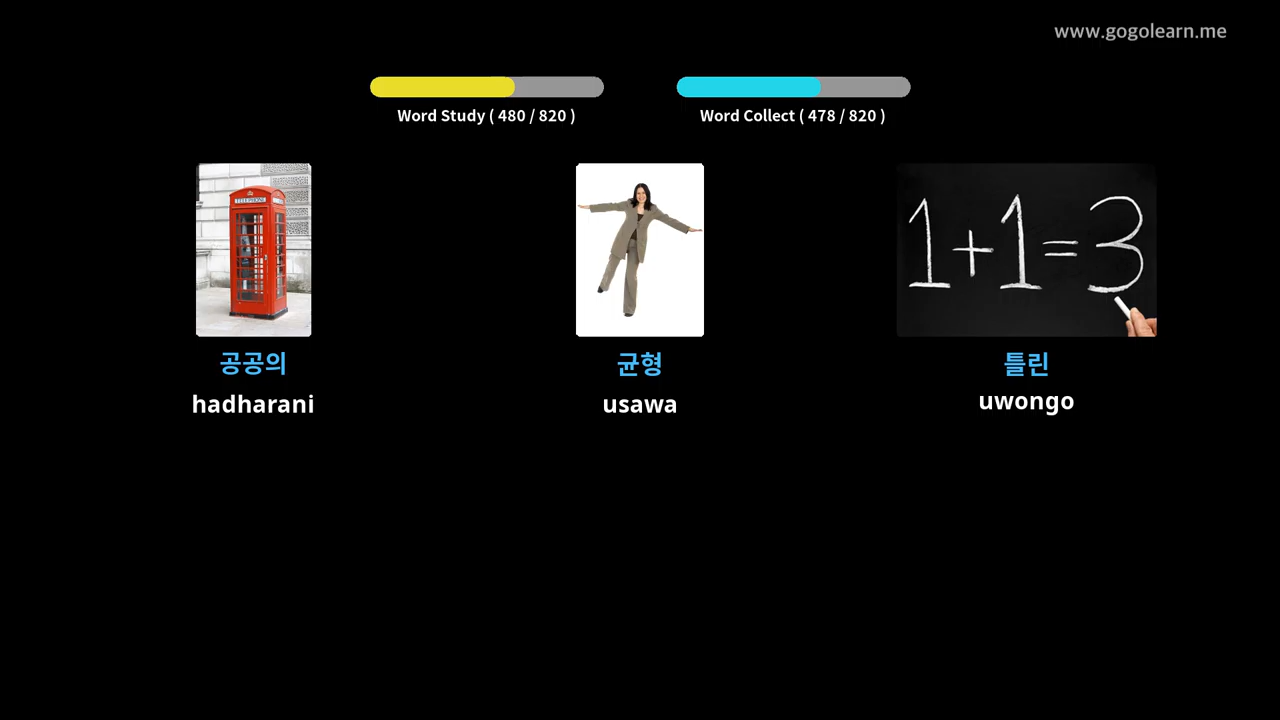 www.gogolearn.me
Word Study ( 480 / 820 )
Word Collect ( 478 / 820 )
TELEPHONE
1+1=3
공공의
균형
틀린
hadharani
usawa
uwongo